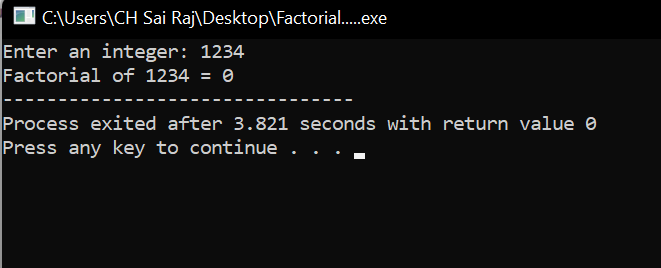 C:\Users\CH Sai Raj\Desktop\Factorial.....exe
Enter an integer: 1234
Factorial of 1234 = 0
--------------------------------
Process exited after 3.821 seconds with return value 0
Press any key to continue . . .